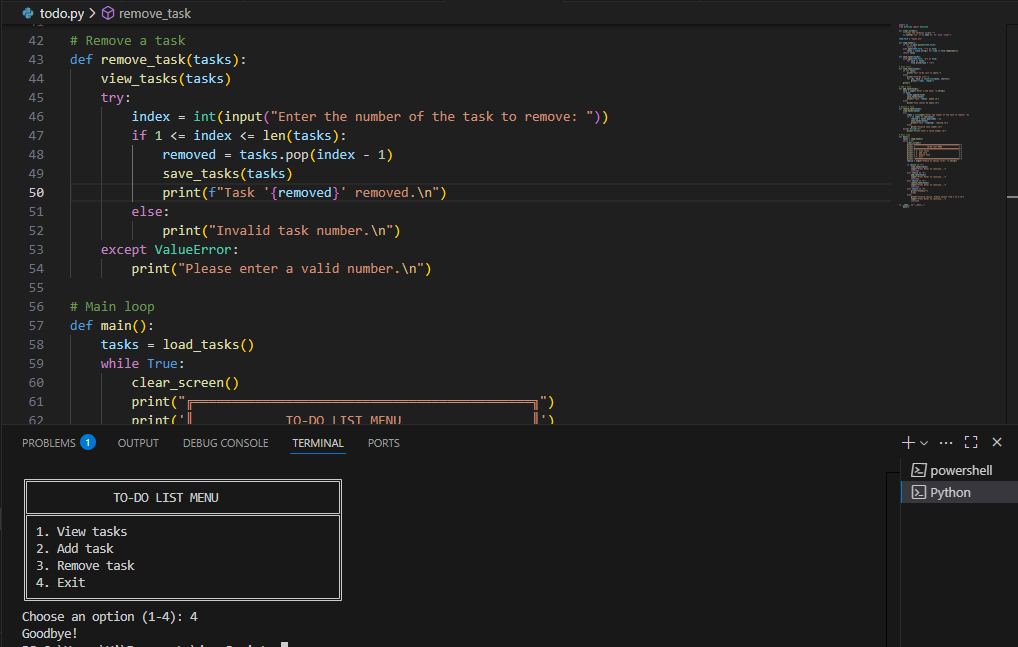 todo.py > remove_task
42 # Remove a task
43 def remove_task(tasks):
44 view_tasks(tasks)
45 try:
46 index = int(input("Enter the number of the task to remove: "))
47 if 1 <= index <= len(tasks):
48 removed = tasks.pop(index - 1)
49 save_tasks(tasks)
50 print(f"Task '{removed}' removed.\n")
51 else:
52 print("Invalid task number.\n")
53 except ValueError:
54 print("Please enter a valid number.\n")
55
56 # Main loop
57 def main():
58 tasks = load_tasks()
59 while True:
60 clear_screen()
61 print("╔═════════════════════════════════════════════╗")
62 print('║ TO-DO LIST MENU ║')
PROBLEMS 1 OUTPUT DEBUG CONSOLE TERMINAL PORTS
powershell
Python
TO-DO LIST MENU
1. View tasks
2. Add task
3. Remove task
4. Exit
Choose an option (1-4): 4
Goodbye!